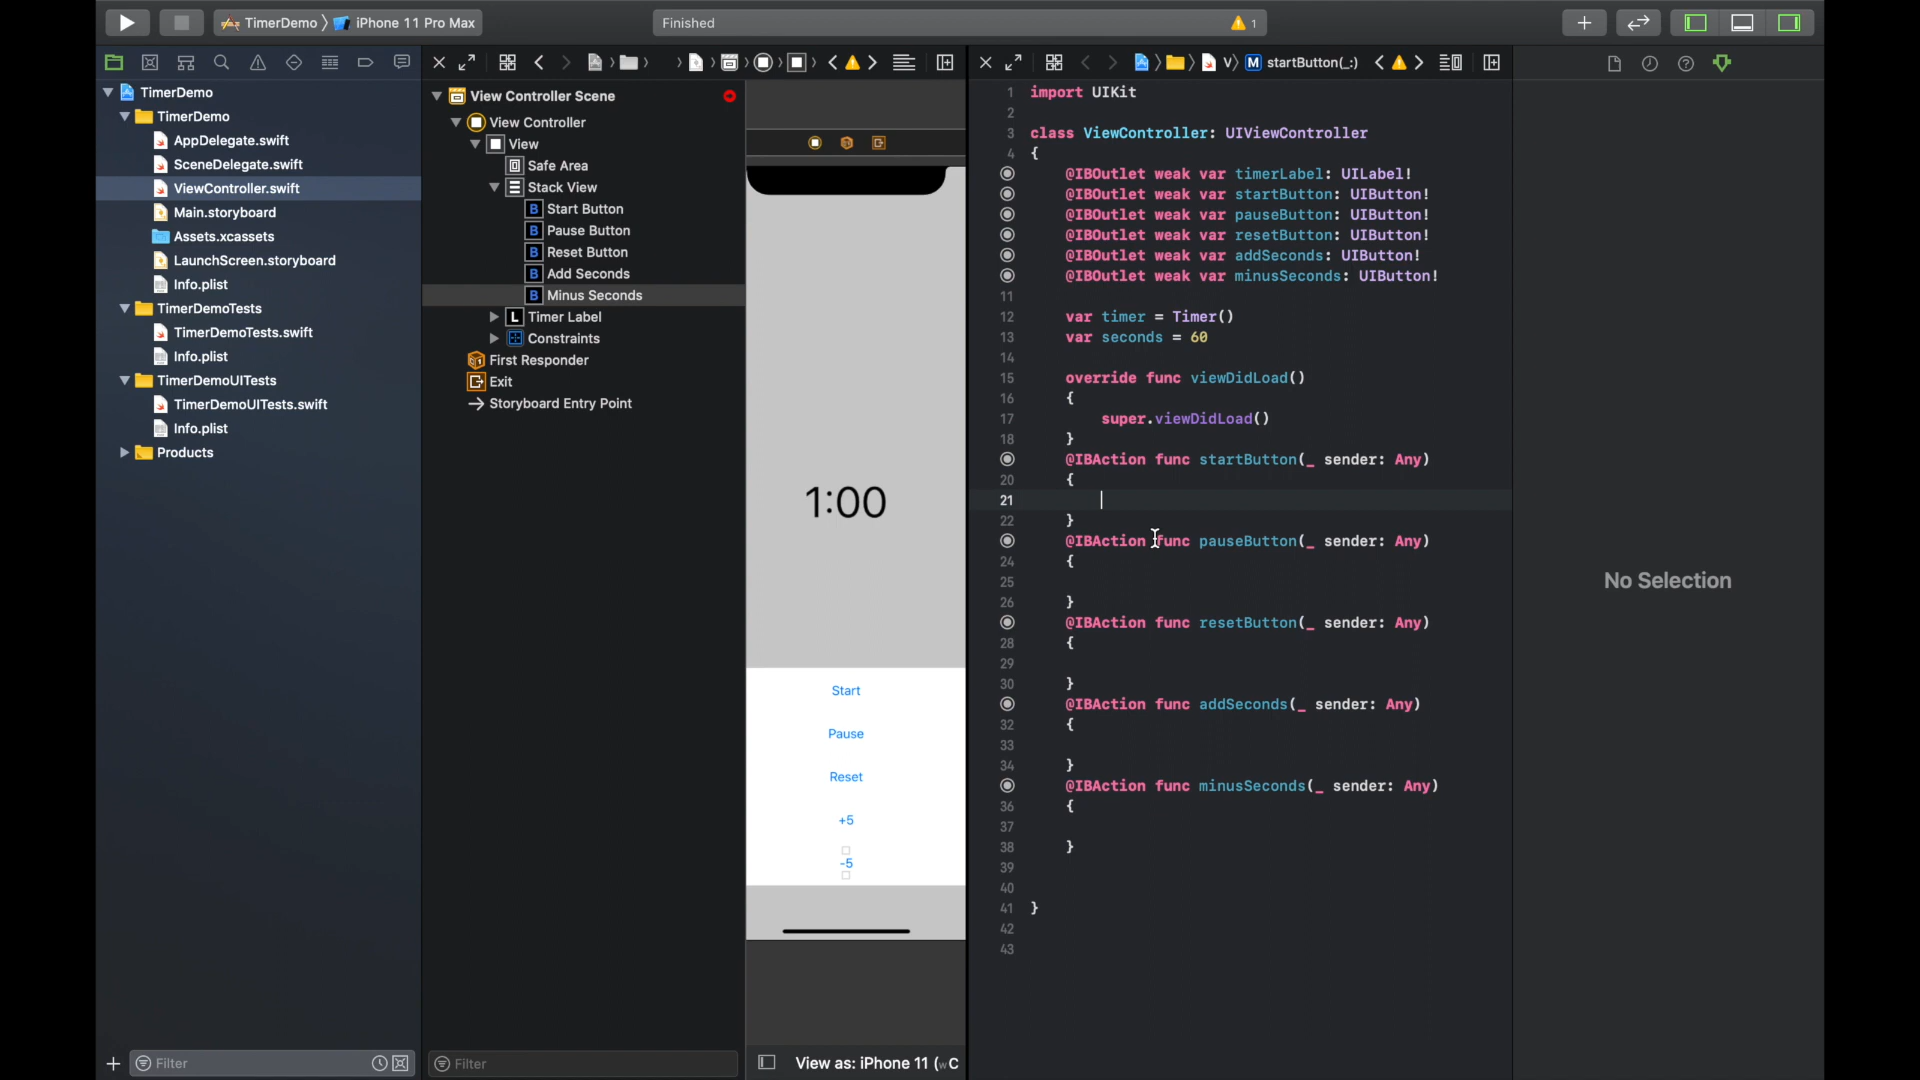 TimerDemo
iPhone 11 Pro Max
Finished
1
TimerDemo
TimerDemo
AppDelegate.swift
SceneDelegate.swift
ViewController.swift
Main.storyboard
Assets.xcassets
LaunchScreen.storyboard
Info.plist
TimerDemoTests
TimerDemoTests.swift
Info.plist
TimerDemoUITests
TimerDemoUITests.swift
Info.plist
Products
Filter
View Controller Scene
View Controller
View
Safe Area
Stack View
B Start Button
B Pause Button
B Reset Button
B Add Seconds
B Minus Seconds
L Timer Label
Constraints
First Responder
Exit
Storyboard Entry Point
Filter
1:00
Start
Pause
Reset
+5
-5
View as: iPhone 11 (wC
V M startButton(_:)
1 import UIKit
2
3 class ViewController: UIViewController
4 {
@IBOutlet weak var timerLabel: UILabel!
@IBOutlet weak var startButton: UIButton!
@IBOutlet weak var pauseButton: UIButton!
@IBOutlet weak var resetButton: UIButton!
@IBOutlet weak var addSeconds: UIButton!
@IBOutlet weak var minusSeconds: UIButton!
11
12 var timer = Timer()
13 var seconds = 60
14
15 override func viewDidLoad()
16 {
17 super.viewDidLoad()
18 }
@IBAction func startButton(_ sender: Any)
20 {
21
22 }
@IBAction func pauseButton(_ sender: Any)
24 {
25
26 }
@IBAction func resetButton(_ sender: Any)
28 {
29
30 }
@IBAction func addSeconds(_ sender: Any)
32 {
33
34 }
@IBAction func minusSeconds(_ sender: Any)
36 {
37
38 }
39
40
41 }
42
43
No Selection